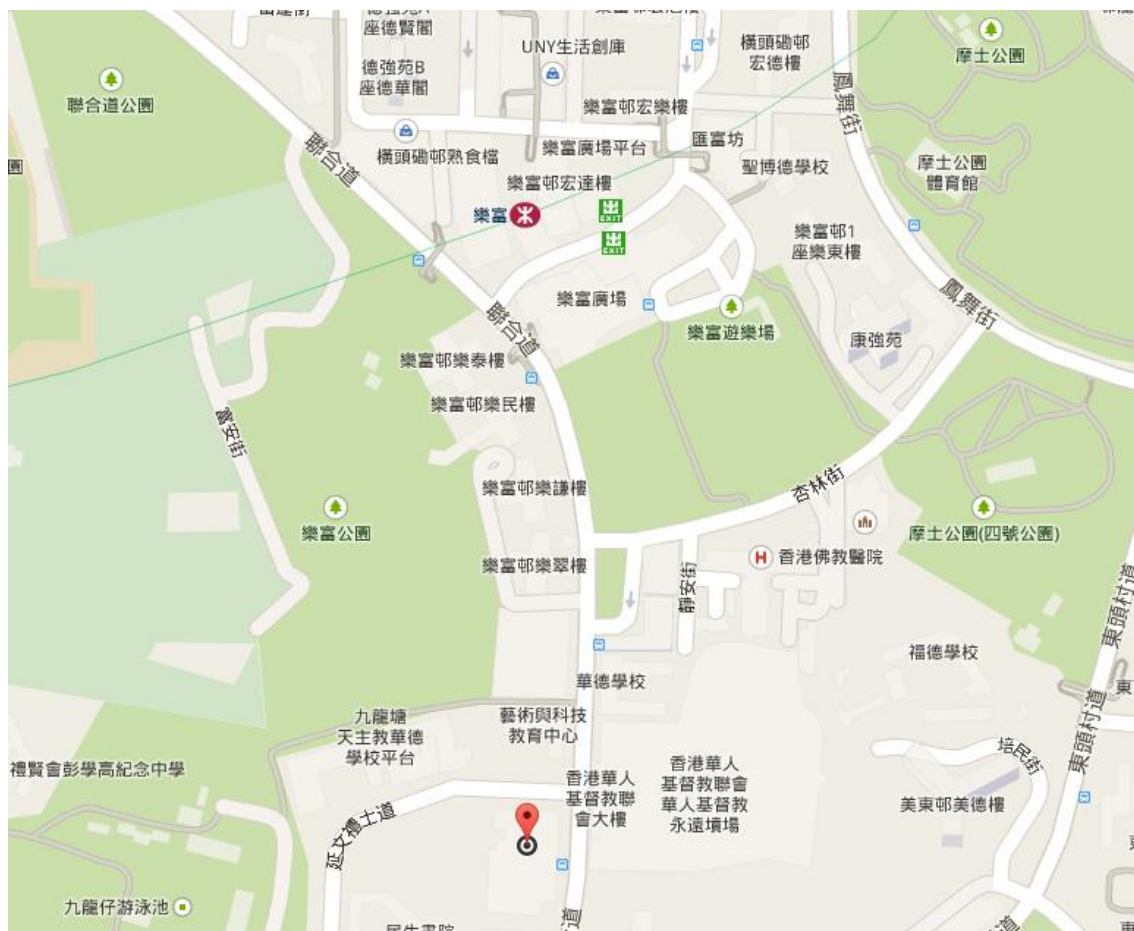 座德賢閣
UNY生活創庫
橫頭磡邨
宏德樓
摩士公園
德強苑B
座德華閣
聯合道公園
樂富邨宏樂樓
鳳舞街
聯合道
橫頭磡邨熟食檔
樂富廣場平台
匯富坊
聖博德學校
摩士公園
體育館
園
樂富邨宏達樓
樂富
EXIT
EXIT
樂富邨1
座樂東樓
鳳舞街
樂富廣場
聯合道
樂富遊樂場
康強苑
樂富邨樂泰樓
樂富邨樂民樓
富安街
樂富邨樂謙樓
杏林街
樂富公園
摩士公園(四號公園)
H
香港佛教醫院
樂富邨樂翠樓
靜安街
東頭村道
福德學校
華德學校
東
九龍塘
天主教華德
學校平台
藝術與科技
教育中心
東頭村道
培民街
禮賢會彭學高紀念中學
香港華人
基督教聯
會大樓
香港華人
基督教聯會
華人基督教
永遠墳場
美東邨美德樓
延文禮士道
九龍仔游泳池
道
道